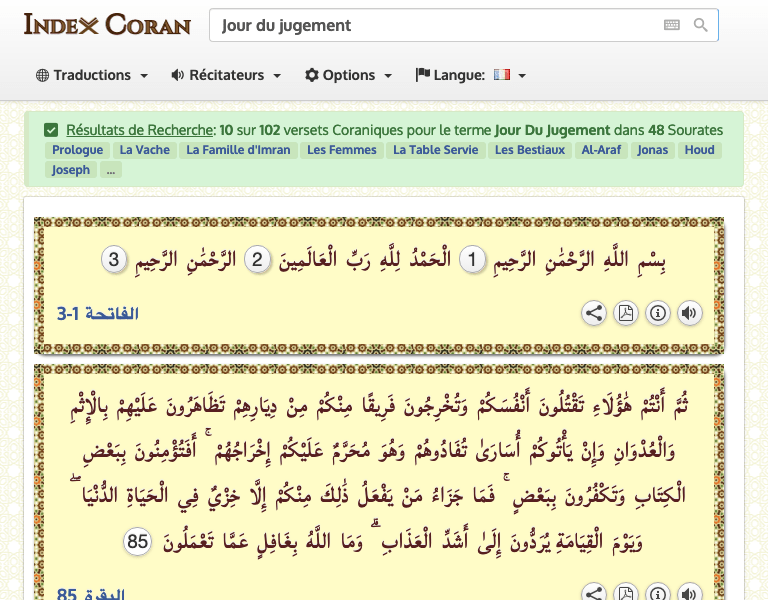 INDEX CORAN
Jour du jugement
Traductions Récitateurs Options Langue:
Résultats de Recherche: 10 sur 102 versets Coraniques pour le terme Jour Du Jugement dans 48 Sourates
Prologue La Vache La Famille d'Imran Les Femmes La Table Servie Les Bestiaux Al-Araf Jonas Houd
Joseph ...
بِسْمِ اللَّهِ الرَّحْمَٰنِ الرَّحِيمِ 1 الْحَمْدُ لِلَّهِ رَبِّ الْعَالَمِينَ 2 الرَّحْمَٰنِ الرَّحِيمِ 3
الفاتحة 1-3
ثُمَّ أَنْتُمْ هَٰؤُلَاءِ تَقْتُلُونَ أَنْفُسَكُمْ وَتُخْرِجُونَ فَرِيقًا مِنْكُمْ مِنْ دِيَارِهِمْ تَظَاهَرُونَ عَلَيْهِمْ بِالْإِثْمِ
وَالْعُدْوَانِ وَإِنْ يَأْتُوكُمْ أُسَارَىٰ تُفَادُوهُمْ وَهُوَ مُحَرَّمٌ عَلَيْكُمْ إِخْرَاجُهُمْ ۚ أَفَتُؤْمِنُونَ بِبَعْضِ
الْكِتَابِ وَتَكْفُرُونَ بِبَعْضٍ ۚ فَمَا جَزَاءُ مَنْ يَفْعَلُ ذَٰلِكَ مِنْكُمْ إِلَّا خِزْيٌ فِي الْحَيَاةِ الدُّنْيَا ۖ
وَيَوْمَ الْقِيَامَةِ يُرَدُّونَ إِلَىٰ أَشَدِّ الْعَذَابِ ۗ وَمَا اللَّهُ بِغَافِلٍ عَمَّا تَعْمَلُونَ 85
البقرة 85